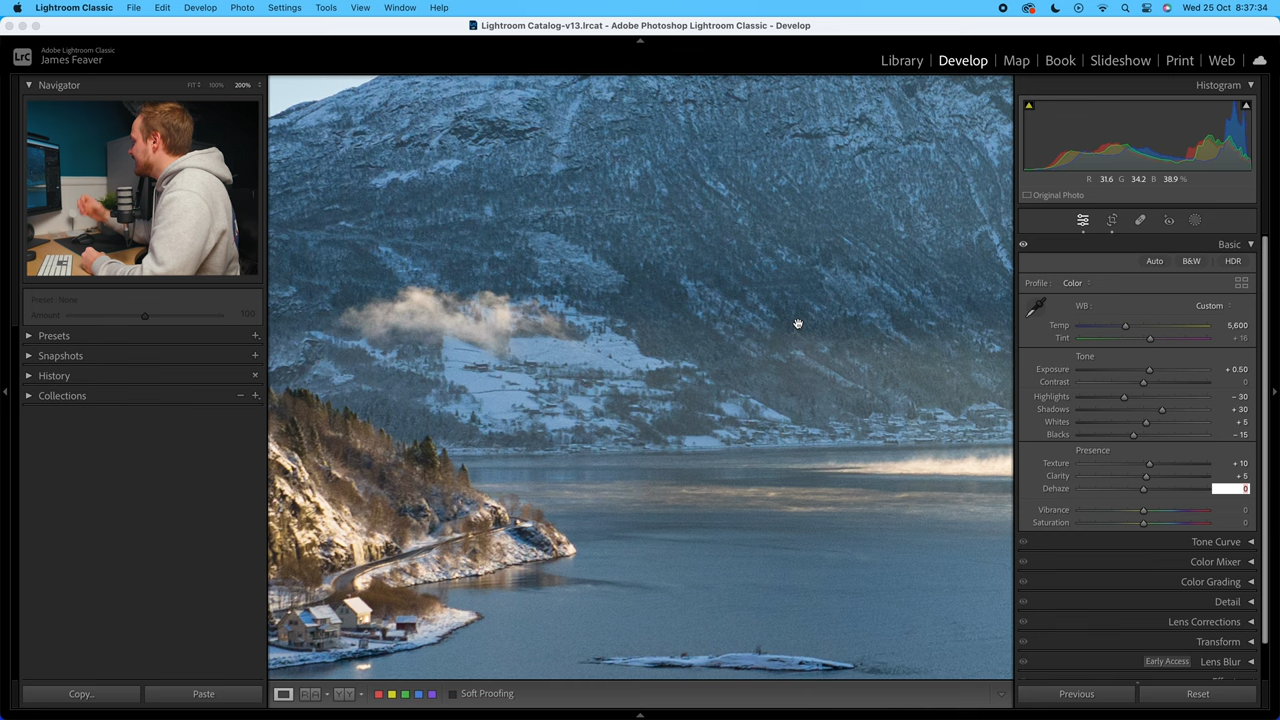 Lightroom Classic File Edit Develop Photo Settings Tools View Window Help Wed 25 Oct 8:37:34
Lightroom Catalog-v13.lrcat - Adobe Photoshop Lightroom Classic - Develop
LrC Adobe Lightroom Classic
James Feaver
Library | Develop | Map | Book | Slideshow | Print | Web
Navigator FIT 100% 200%
Histogram
R 31.6 G 34.2 B 38.9 %
Original Photo
Basic
Auto B&W HDR
Profile : Color
WB : Custom
Temp 5,600
Tint + 16
Tone
Exposure + 0.50
Contrast 0
Highlights - 30
Shadows + 30
Whites + 5
Blacks - 15
Presence
Texture + 10
Clarity + 5
Dehaze 0
Vibrance 0
Saturation 0
Tone Curve
Color Mixer
Color Grading
Detail
Lens Corrections
Transform
Early Access Lens Blur
Preset: None
Amount 100
Presets
Snapshots
History
Collections
Copy... Paste
Soft Proofing
Previous Reset